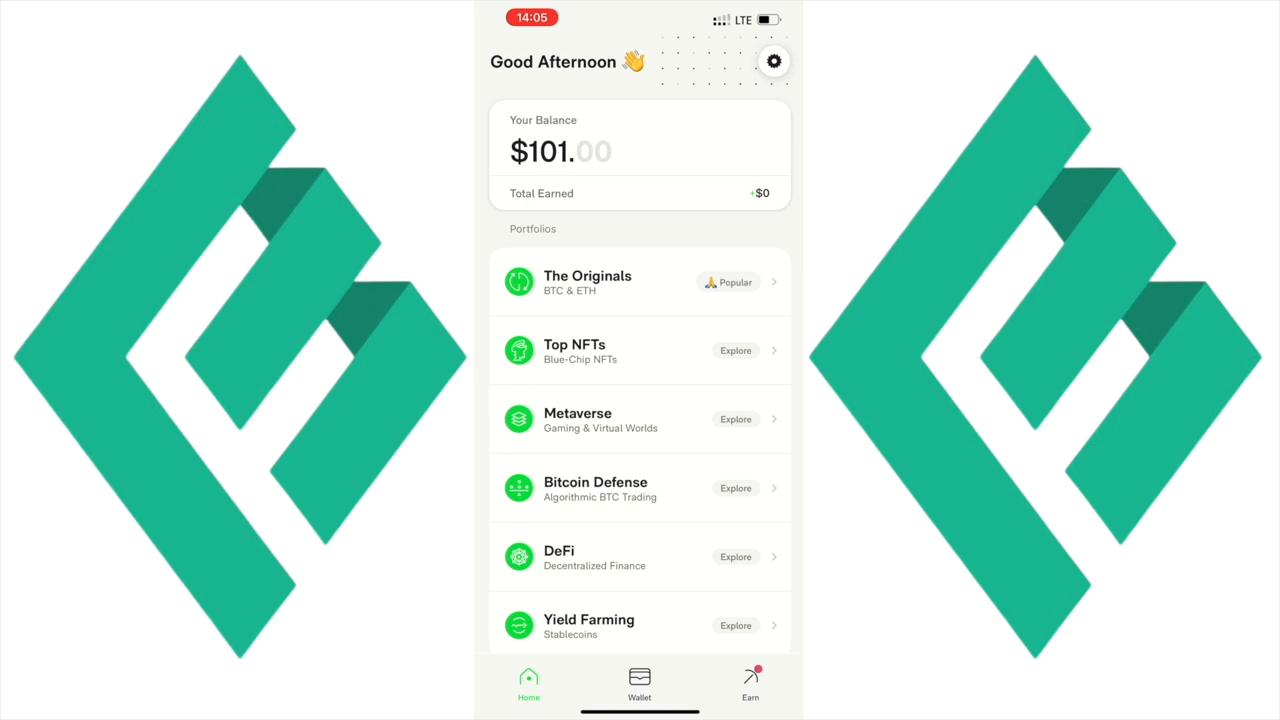 14:05
LTE
Good Afternoon 👋
Your Balance
$101.00
Total Earned
+$0
Portfolios
The Originals
BTC & ETH
🙏 Popular
Top NFTs
Blue-Chip NFTs
Explore
Metaverse
Gaming & Virtual Worlds
Explore
Bitcoin Defense
Algorithmic BTC Trading
Explore
DeFi
Decentralized Finance
Explore
Yield Farming
Stablecoins
Explore
Home
Wallet
Earn